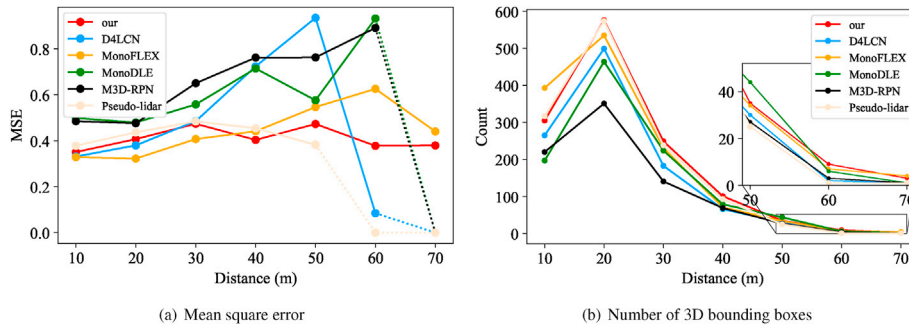 our
D4LCN
MonoFLEX
MonoDLE
M3D-RPN
Pseudo-lidar
MSE
0.8
0.6
0.4
0.2
0.0
10 20 30 40 50 60 70
Distance (m)
(a) Mean square error
our
D4LCN
MonoFLEX
MonoDLE
M3D-RPN
Pseudo-lidar
Count
600
500
400
300
200
100
0
40
20
0
50 60 70
10 20 30 40 50 60 70
Distance (m)
(b) Number of 3D bounding boxes